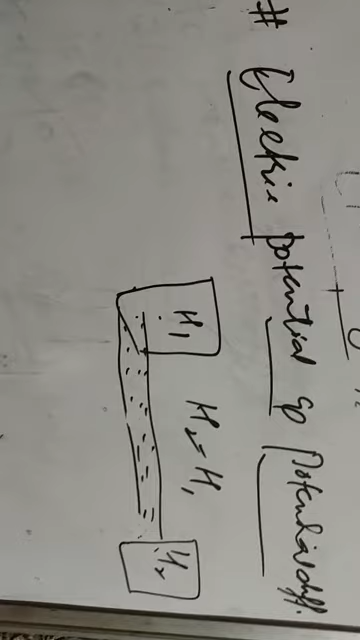 # Electric potential & Potential diff.
H₁
H₂ = H₁
H₂